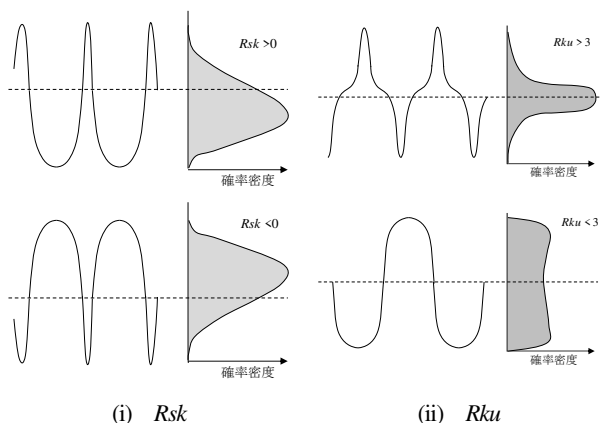 Rsk >0
確率密度
Rsk <0
確率密度
(i) Rsk
Rku > 3
確率密度
Rku < 3
確率密度
(ii) Rku